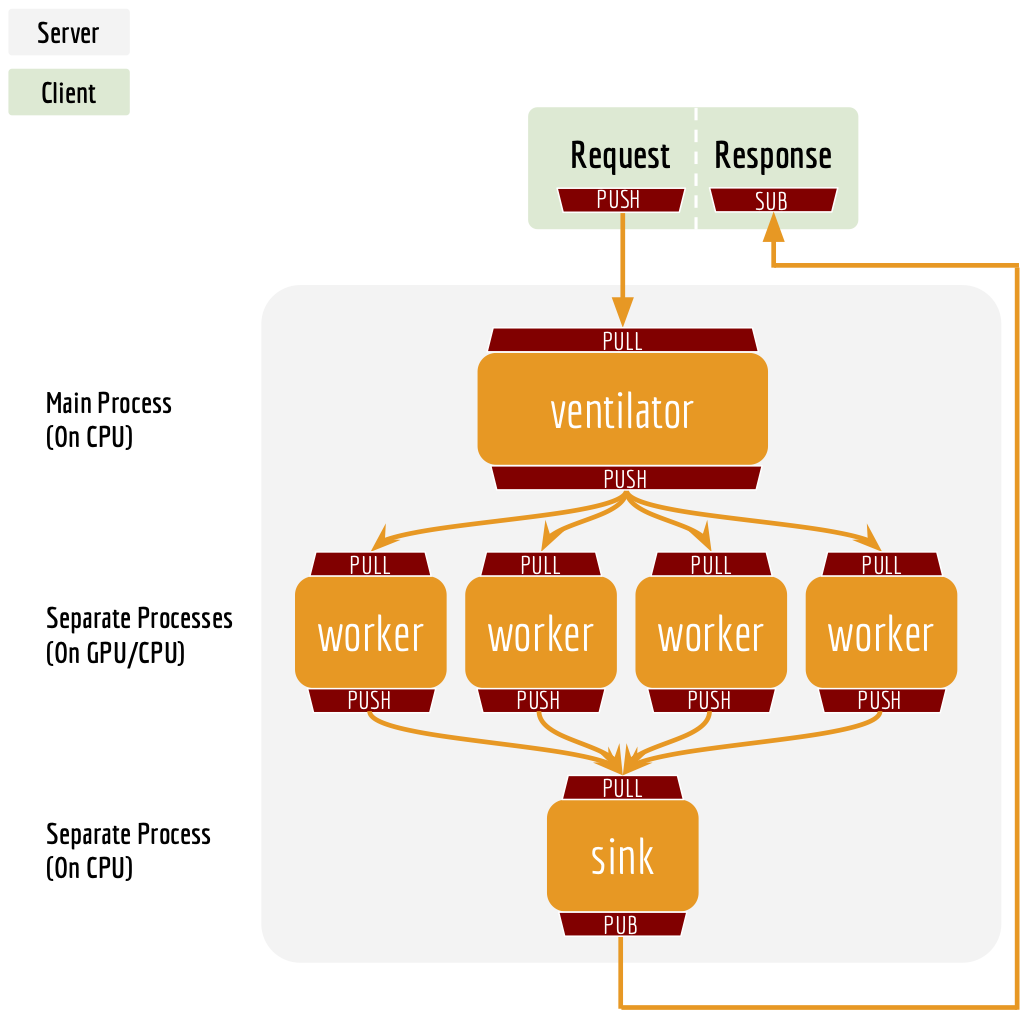 Server
Client
Request
Response
PUSH
SUB
PULL
Main Process
(On CPU)
ventilator
PUSH
PULL
PULL
PULL
PULL
Separate Processes
(On GPU/CPU)
worker
worker
worker
worker
PUSH
PUSH
PUSH
PUSH
PULL
Separate Process
(On CPU)
sink
PUB